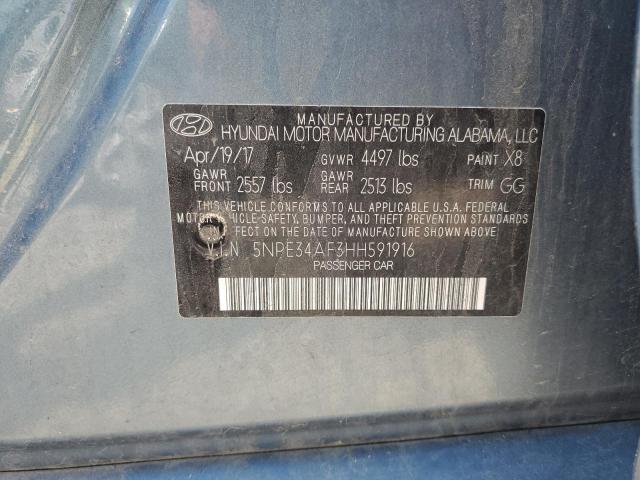 MANUFACTURED BY
HYUNDAI MOTOR MANUFACTURING ALABAMA, LLC
Apr/19/17 GVWR 4497 lbs PAINT X8
GAWR FRONT 2557 lbs GAWR REAR 2513 lbs TRIM GG
THIS VEHICLE CONFORMS TO ALL APPLICABLE U.S.A. FEDERAL
MOTOR VEHICLE-SAFETY, BUMPER, AND THEFT PREVENTION STANDARDS
EFFECT ON THE DATE OF MANUFACTURE SHOWN ABOVE.
V.I.N 5NPE34AF3HH591916
PASSENGER CAR